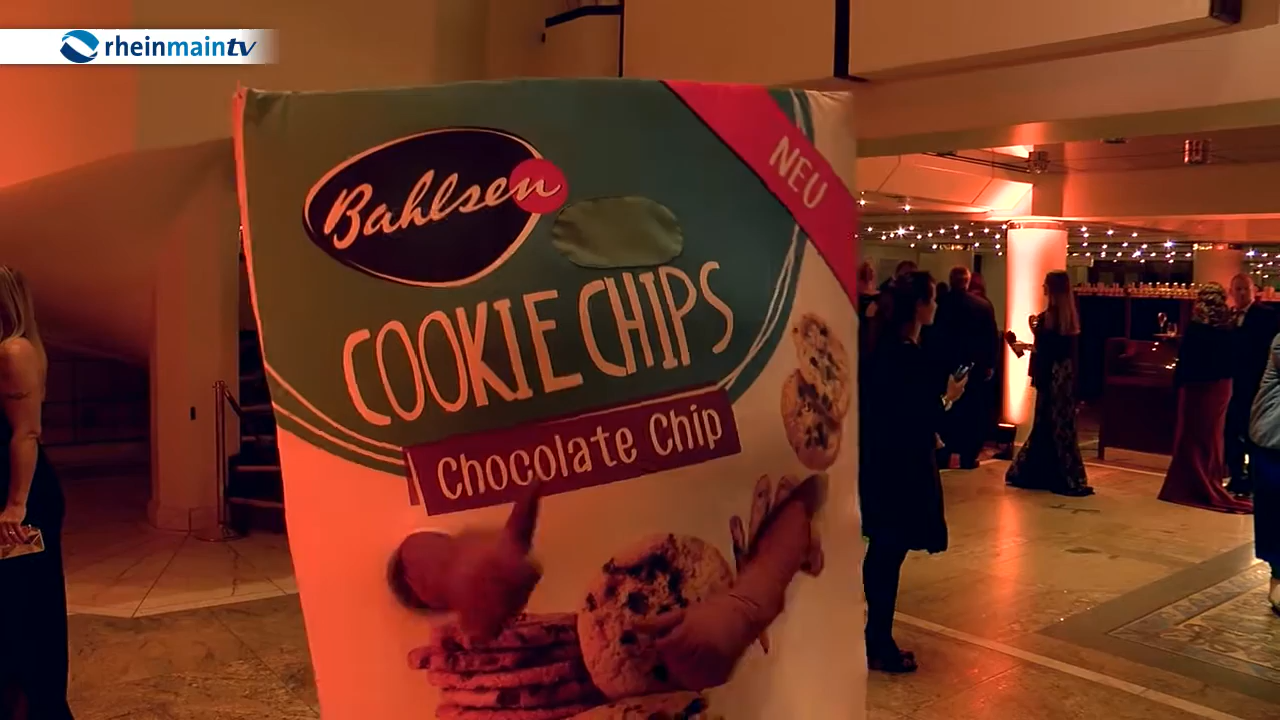 rheinmaintv
Bahlsen
NEU
COOKIE CHIPS
Chocolate Chip